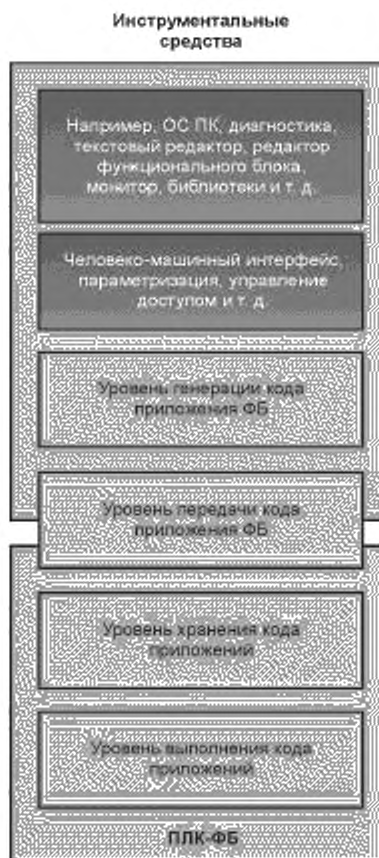 Инструментальные
средства
Например, ОС ПК, диагностика,
текстовый редактор, редактор
функционального блока,
монитор, библиотеки и т. д.
Человеко-машинный интерфейс,
параметризация, управление
доступом и т. д.
Уровень генерации кода
приложения ФБ
Уровень передачи кода
приложения ФБ
Уровень хранения кода
приложений
Уровень выполнения кода
приложений
ПЛК-ФБ